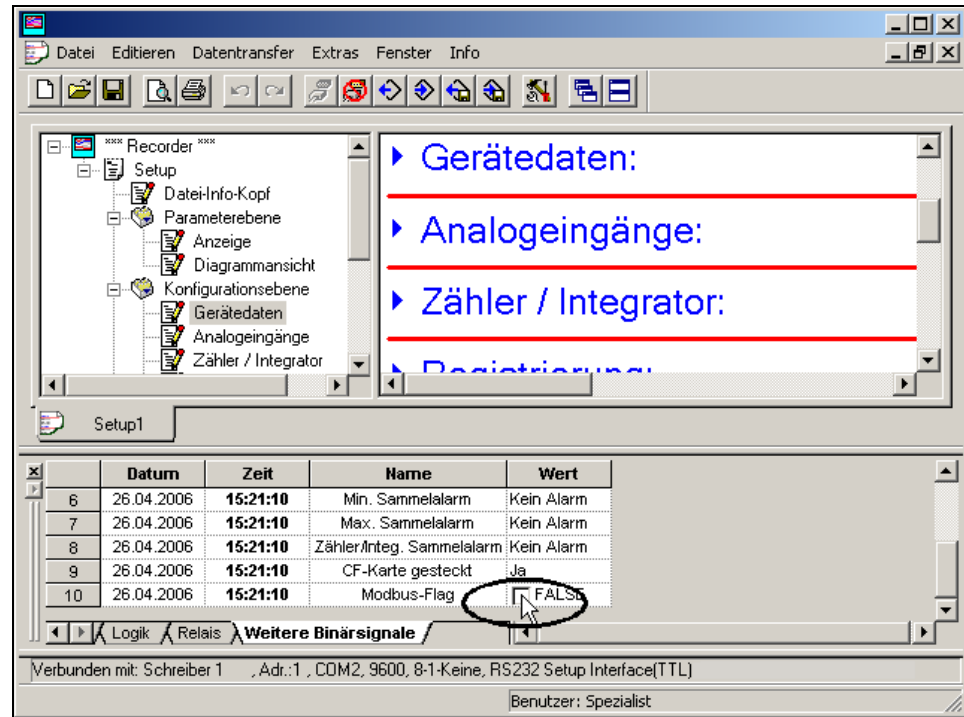 Datei Editieren Datentransfer Extras Fenster Info
*** Recorder ***
Setup
Datei-Info-Kopf
Parameterebene
Anzeige
Diagrammansicht
Konfigurationsebene
Gerätedaten
Analogeingänge
Zähler / Integrator
Gerätedaten:
Analogeingänge:
Zähler / Integrator:
Registrierung:
Setup1
Datum Zeit Name Wert
6 26.04.2006 15:21:10 Min. Sammelalarm Kein Alarm
7 26.04.2006 15:21:10 Max. Sammelalarm Kein Alarm
8 26.04.2006 15:21:10 Zähler/Integ. Sammelalarm Kein Alarm
9 26.04.2006 15:21:10 CF-Karte gesteckt Ja
10 26.04.2006 15:21:10 Modbus-Flag FALSE
Logik Relais Weitere Binärsignale
Verbunden mit: Schreiber 1 , Adr.:1 , COM2, 9600, 8-1-Keine, RS232 Setup Interface(TTL)
Benutzer: Spezialist